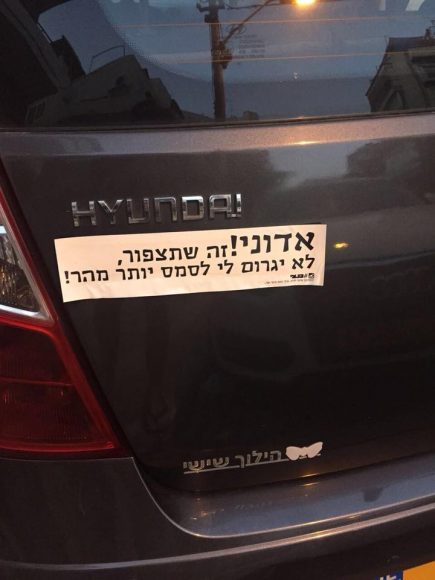 HYUNDAI
אדוני! זה שתצפור,
לא יגרום לי לסמס יותר מהר!
הילוך שישי